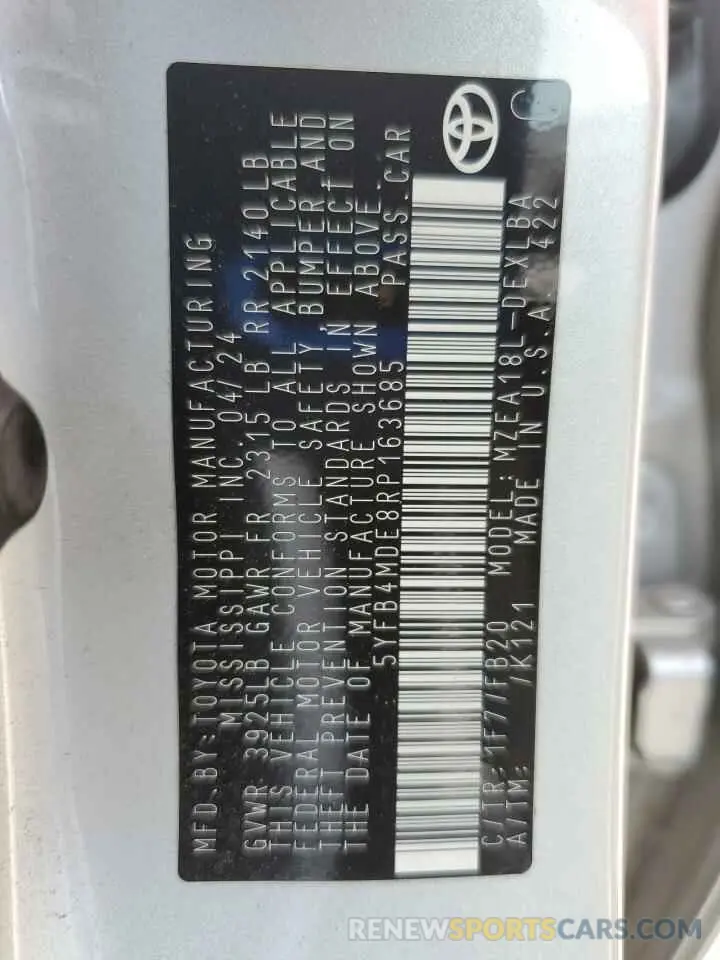 MFD. BY: TOYOTA MOTOR MANUFACTURING
MISSISSIPPI INC. 04/24
GVWR 3925LB GAWR FR 2315 LB RR 2140LB
THIS VEHICLE CONFORMS TO ALL APPLICABLE
FEDERAL MOTOR VEHICLE SAFETY, BUMPER AND
THEFT PREVENTION STANDARDS IN EFFECT ON
THE DATE OF MANUFACTURE SHOWN ABOVE.
5YFB4MDE8RP163685 PASS. CAR
C/TR: 1F7/FB20 MODEL: MZEA18L-DEXLBA
A/TM: /K121 MADE IN U.S.A. 422
C
RENEWSPORTSCARS.COM